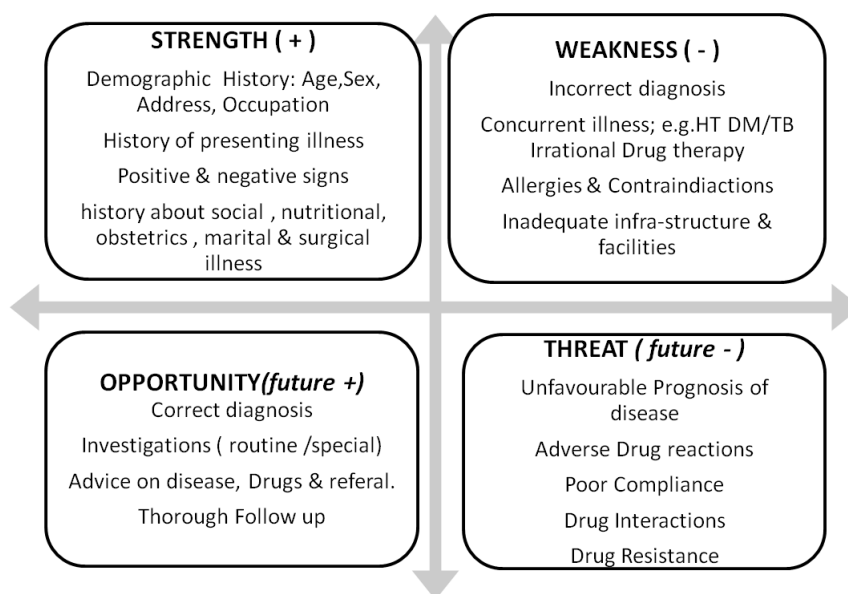 STRENGTH ( + )
Demographic History: Age,Sex,
Address, Occupation
History of presenting illness
Positive & negative signs
history about social , nutritional,
obstetrics , marital & surgical
illness
WEAKNESS ( - )
Incorrect diagnosis
Concurrent illness; e.g.HT DM/TB
Irrational Drug therapy
Allergies & Contraindiactions
Inadequate infra-structure &
facilities
OPPORTUNITY(future +)
Correct diagnosis
Investigations ( routine /special)
Advice on disease, Drugs & referal.
Thorough Follow up
THREAT ( future - )
Unfavourable Prognosis of
disease
Adverse Drug reactions
Poor Compliance
Drug Interactions
Drug Resistance